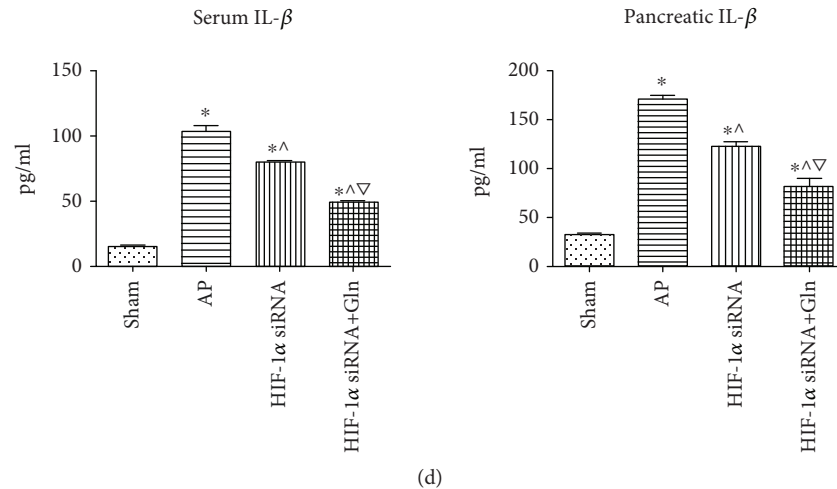 Serum IL-β
150
100
50
0
pg/ml
*
*^
*^▽
Sham
AP
HIF-1α siRNA
HIF-1α siRNA+Gln
Pancreatic IL-β
200
150
100
50
0
pg/ml
*
*^
*^▽
Sham
AP
HIF-1α siRNA
HIF-1α siRNA+Gln
(d)